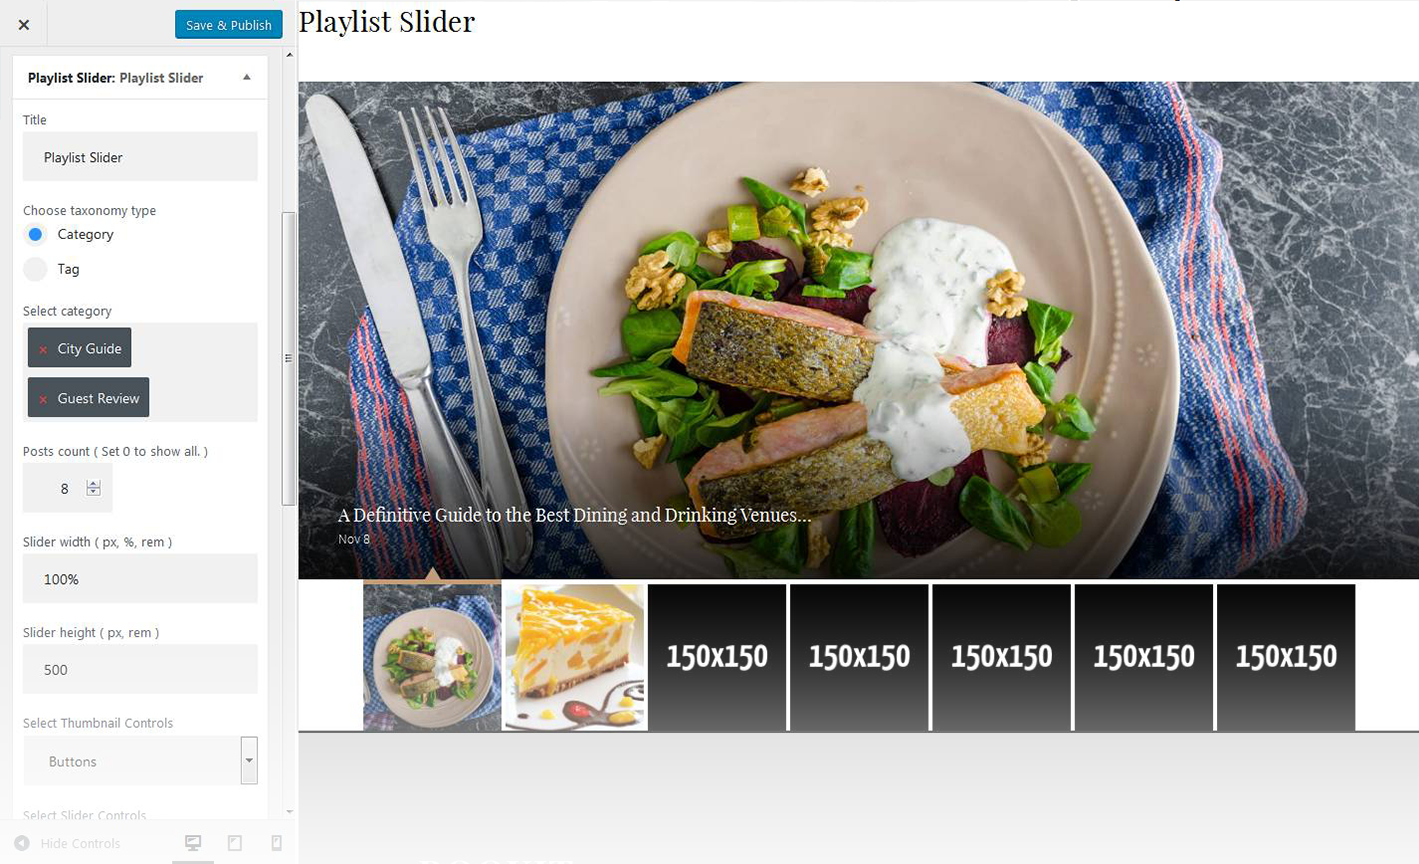 Save & Publish
Playlist Slider: Playlist Slider
Title
Playlist Slider
Choose taxonomy type
Category
Tag
Select category
× City Guide
× Guest Review
Posts count ( Set 0 to show all. )
8
Slider width ( px, %, rem )
100%
Slider height ( px, rem )
500
Select Thumbnail Controls
Buttons
Select Slider Controls
Hide Controls
Playlist Slider
A Definitive Guide to the Best Dining and Drinking Venues...
Nov 8
150x150
150x150
150x150
150x150
150x150